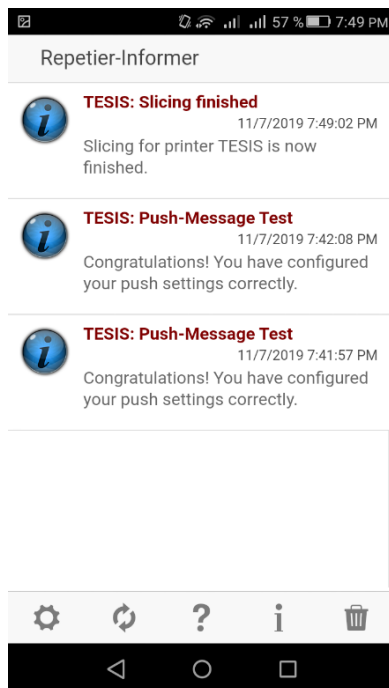 57 % 7:49 PM
Repetier-Informer
TESIS: Slicing finished
11/7/2019 7:49:02 PM
Slicing for printer TESIS is now
finished.
TESIS: Push-Message Test
11/7/2019 7:42:08 PM
Congratulations! You have configured
your push settings correctly.
TESIS: Push-Message Test
11/7/2019 7:41:57 PM
Congratulations! You have configured
your push settings correctly.